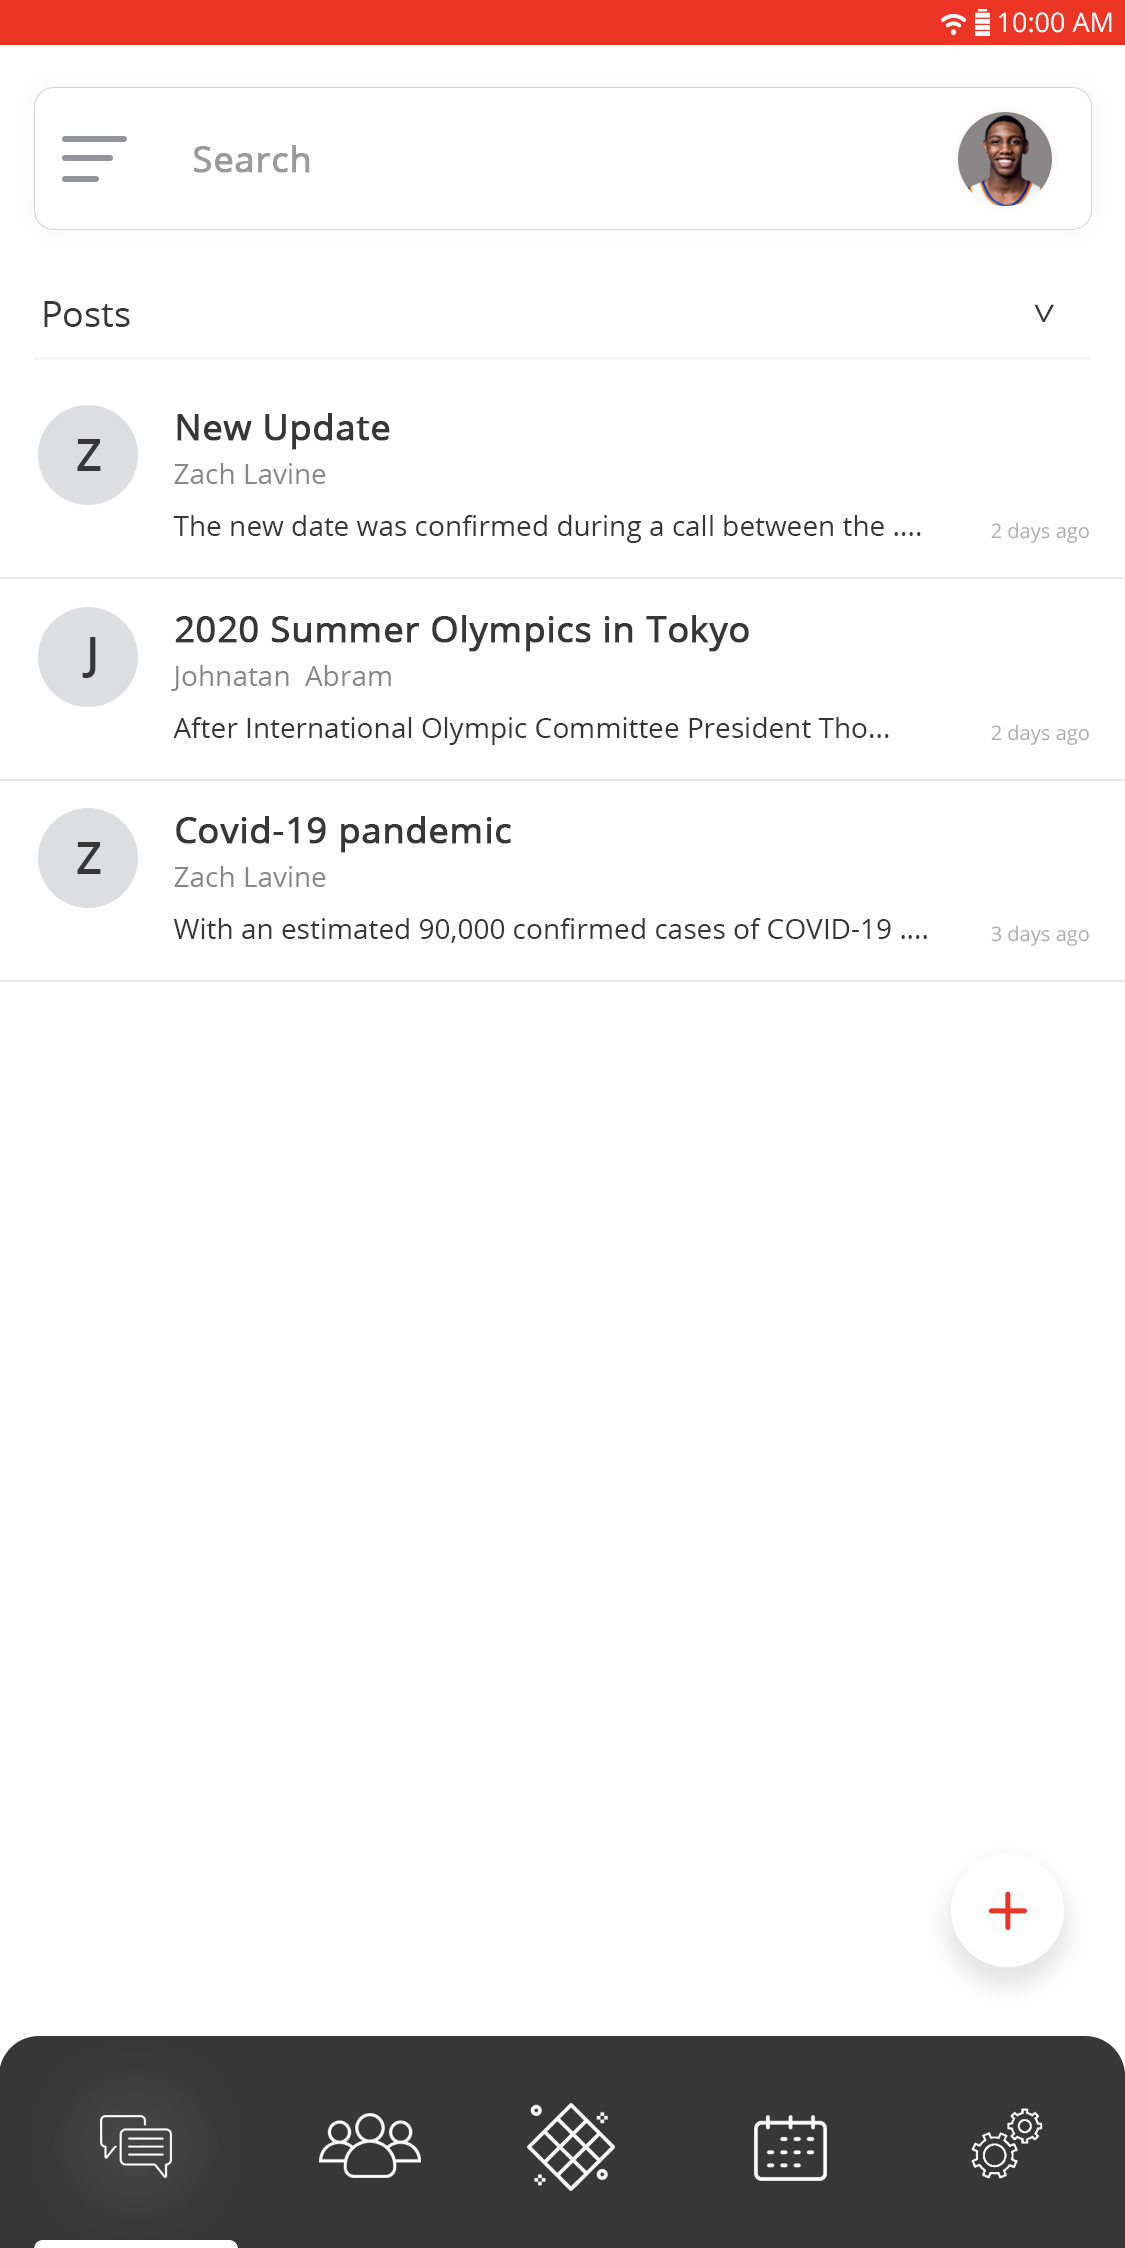 10:00 AM
Search
Posts
Z
New Update
Zach Lavine
The new date was confirmed during a call between the ....
2 days ago
J
2020 Summer Olympics in Tokyo
Johnatan  Abram
After International Olympic Committee President Tho...
2 days ago
Z
Covid-19 pandemic
Zach Lavine
With an estimated 90,000 confirmed cases of COVID-19 ....
3 days ago